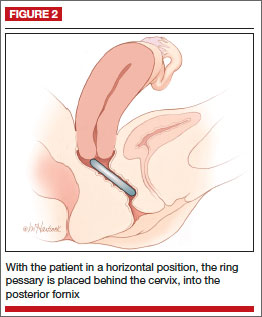 FIGURE 2
With the patient in a horizontal position, the ring
pessary is placed behind the cervix, into the
posterior fornix